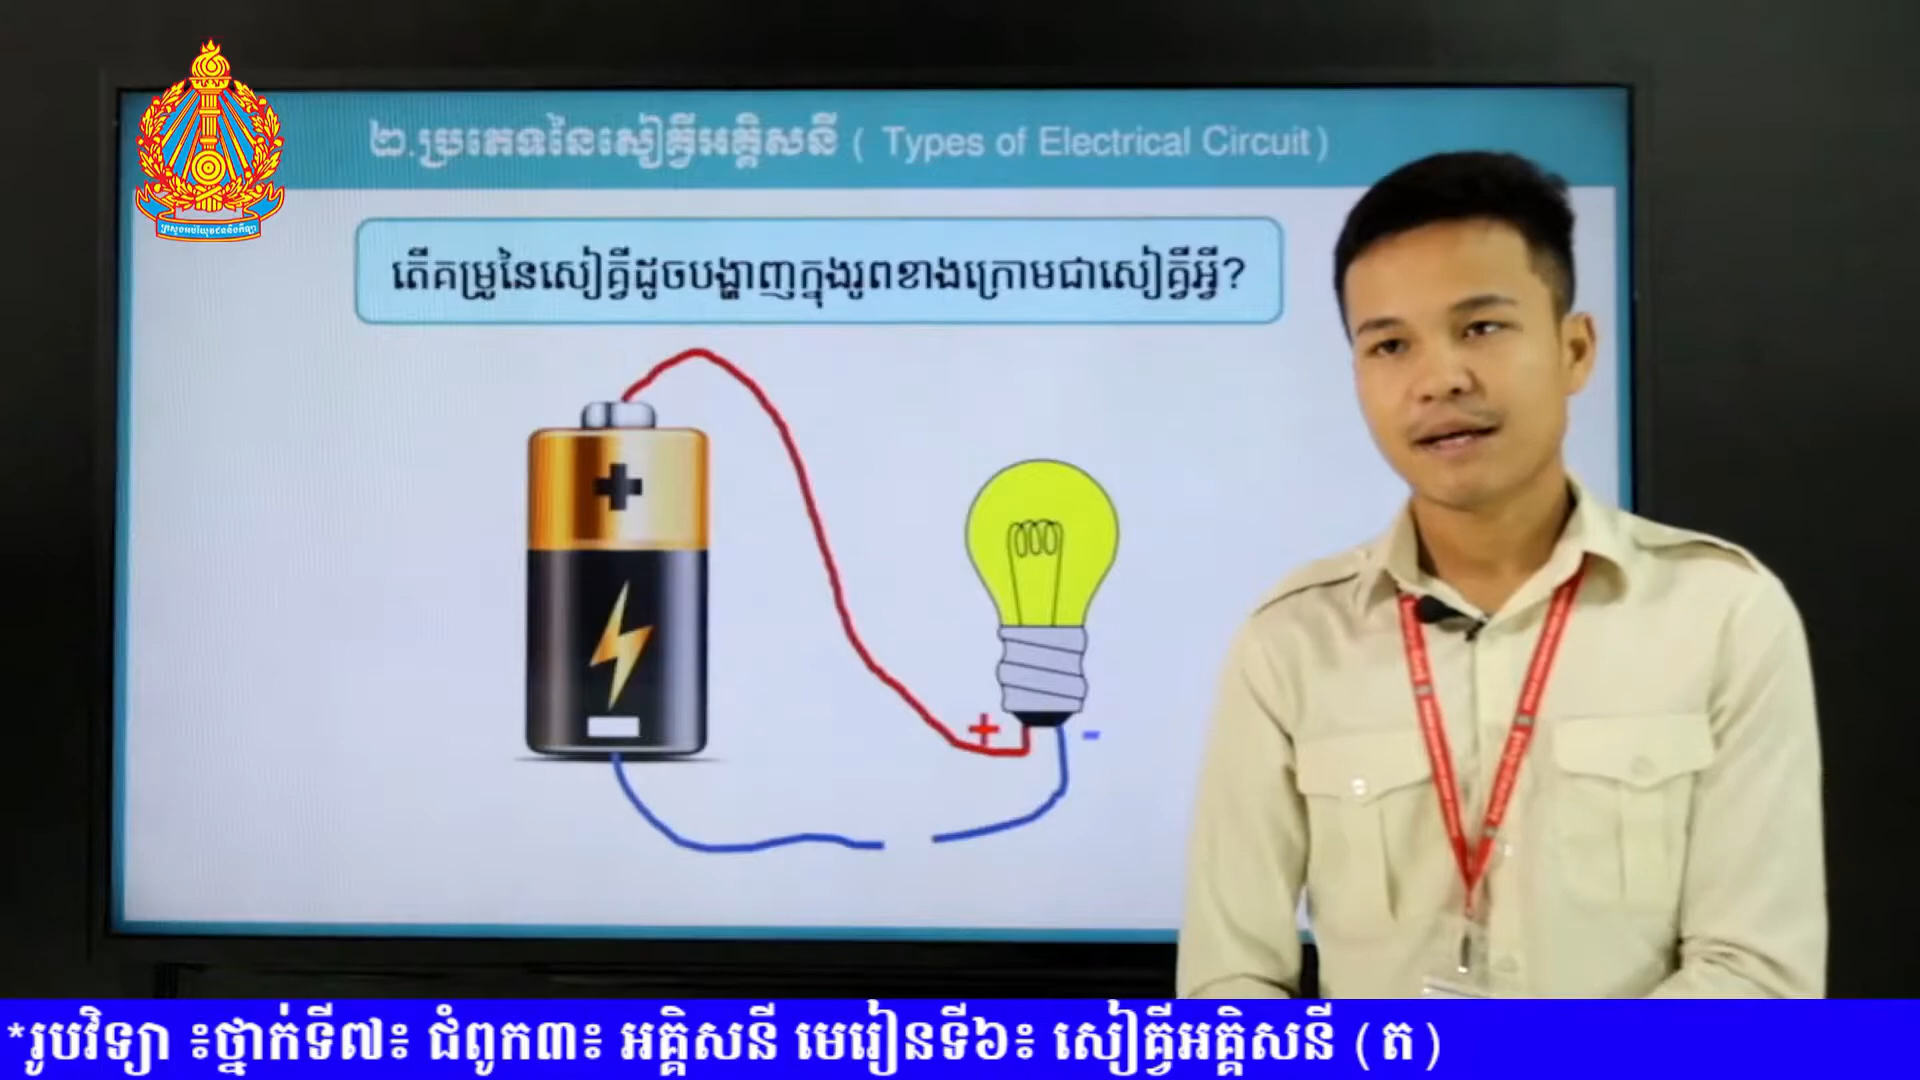 ២.ប្រភេទនៃសៀគ្វីអគ្គិសនី ( Types of Electrical Circuit )
តើគម្រូនៃសៀគ្វីដូចបង្ហាញក្នុងរូពខាងក្រោមជាសៀគ្វីអ្វី?
+
+
-
*រូបវិទ្យា ៖ថ្នាក់ទី៧៖ ជំពូក៣៖ អគ្គិសនី មេរៀនទី៦៖ សៀគ្វីអគ្គិសនី (ត)